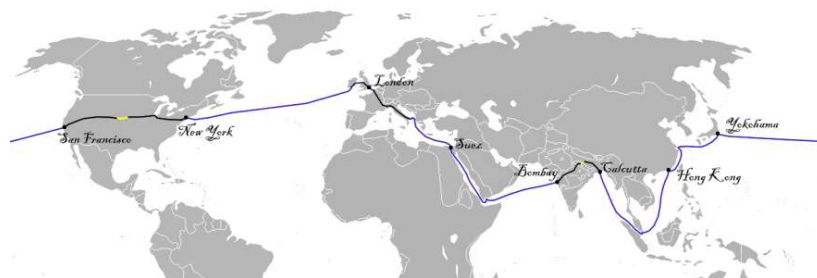 London
San Francisco
New York
Suez
Bombay
Calcutta
Hong Kong
Yokohama